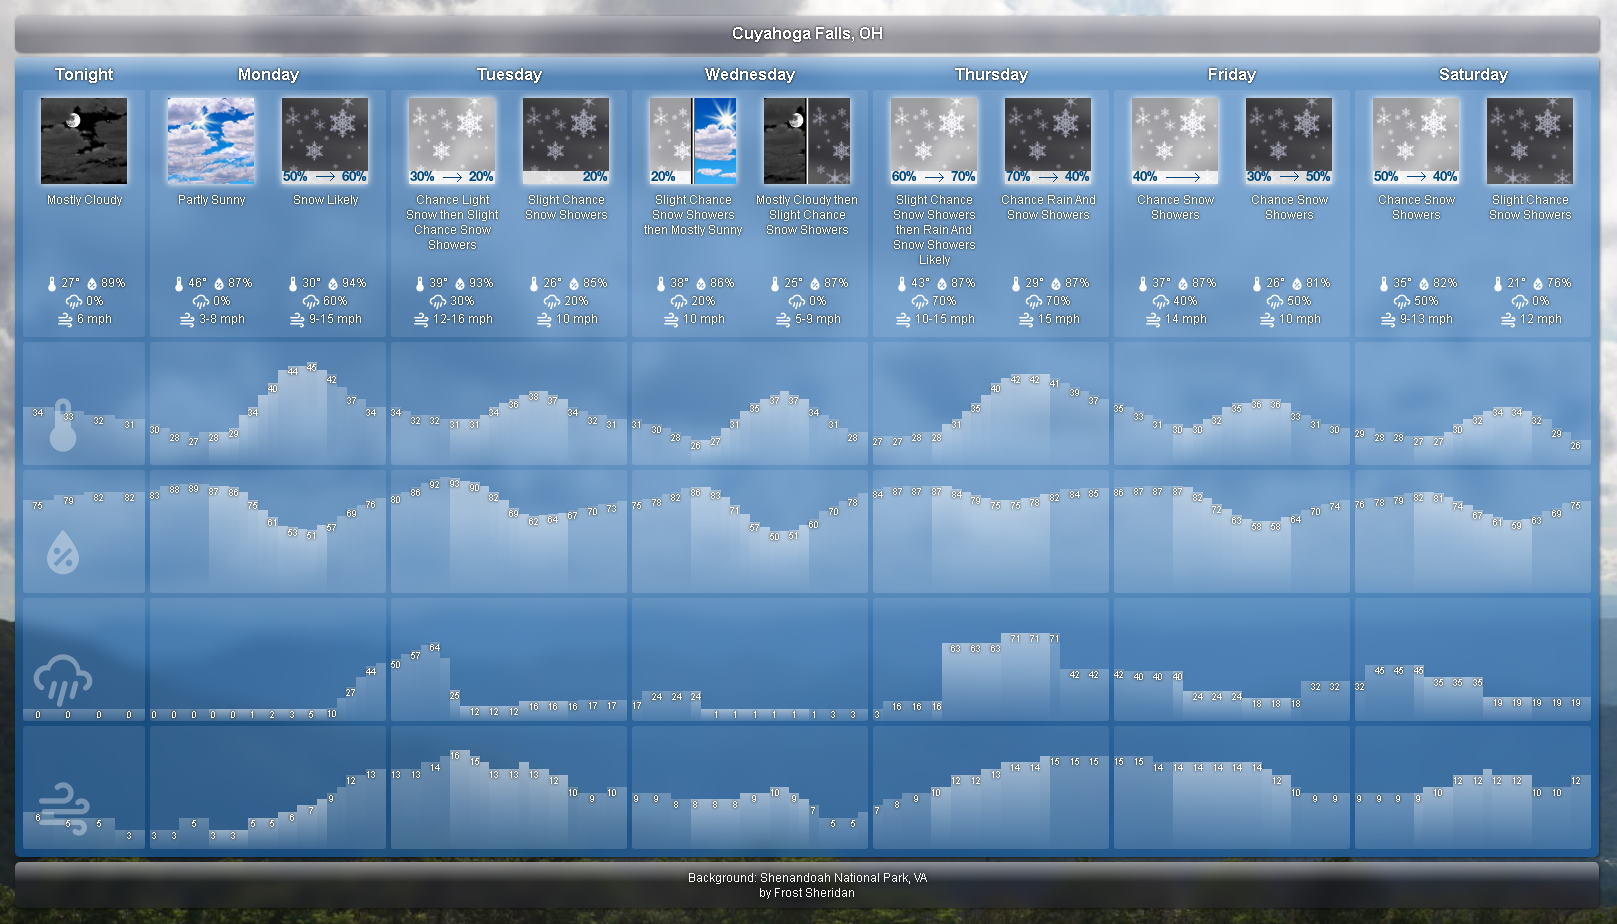 Cuyahoga Falls, OH
Tonight Monday Tuesday Wednesday Thursday Friday Saturday
50% 60% 30% 20% 20% 20% 60% 70% 70% 40% 40% 30% 50% 50% 40%
Mostly Cloudy
Partly Sunny
Snow Likely
Chance Light
Snow then Slight
Chance Snow
Showers
Slight Chance
Snow Showers
Slight Chance
Snow Showers
then Mostly Sunny
Mostly Cloudy then
Slight Chance
Snow Showers
Slight Chance
Snow Showers
then Rain And
Snow Showers
Likely
Chance Rain And
Snow Showers
Chance Snow
Showers
Chance Snow
Showers
Chance Snow
Showers
Slight Chance
Snow Showers
27° 89% 46° 87% 30° 94% 39° 93% 26° 85% 38° 86% 25° 87% 43° 87% 29° 87% 37° 87% 26° 81% 35° 82% 21° 76%
0% 0% 60% 30% 20% 20% 0% 70% 70% 40% 50% 50% 0%
6 mph 3-8 mph 9-15 mph 12-16 mph 10 mph 10 mph 5-9 mph 10-15 mph 15 mph 14 mph 10 mph 9-13 mph 12 mph
34 33 32 31 30 28 27 28 29 34 40 44 45 42 37 34 34 32 32 31 31 34 36 38 37 34 32 31 31 30 28 26 27 31 35 37 37 34 31 28 27 27 28 28 31 35 40 42 42 41 39 37 35 33 31 30 30 32 35 36 36 33 31 30 29 28 28 27 27 30 32 34 34 32 29 26
75 79 82 82 83 88 89 87 86 75 61 53 51 57 69 76 80 86 92 93 90 82 69 62 64 67 70 73 75 78 82 86 83 71 57 50 51 60 70 78 84 87 87 87 84 79 75 75 78 82 84 85 86 87 87 87 82 72 63 58 58 64 70 74 76 78 79 82 81 74 67 61 59 63 69 75
0 0 0 0 0 0 0 0 0 1 2 3 5 10 27 44 50 57 64 25 12 12 12 16 16 16 17 17 17 24 24 24 1 1 1 1 1 1 3 3 3 16 16 16 63 63 63 71 71 71 42 42 42 40 40 40 24 24 24 18 18 18 32 32 32 45 45 45 35 35 35 19 19 19 19 19
6 5 5 3 3 3 5 3 3 5 5 6 7 9 12 13 13 13 14 16 15 13 13 13 12 10 9 10 9 9 8 8 8 8 9 10 9 7 5 5 7 8 9 10 12 12 13 14 14 15 15 15 15 15 14 14 14 14 14 14 12 10 9 9 9 9 9 9 10 12 12 12 12 10 10 12
Background: Shenandoah National Park, VA
by Frost Sheridan